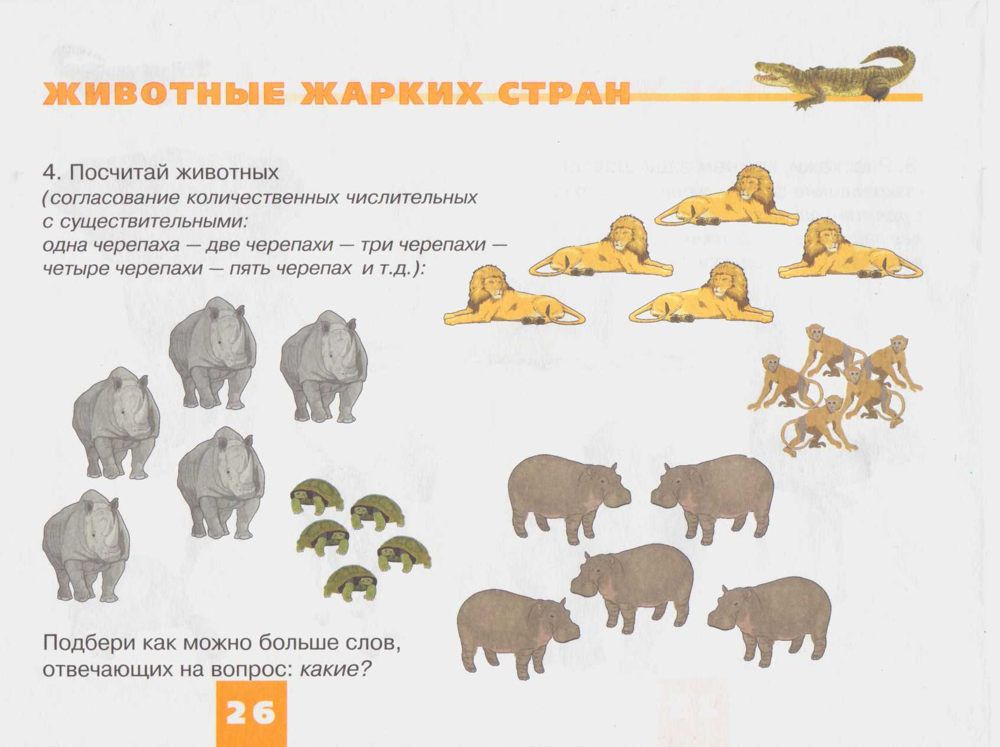 ЖИВОТНЫЕ ЖАРКИХ СТРАН
4. Посчитай животных
(согласование количественных числительных
с существительными:
одна черепаха — две черепахи — три черепахи —
четыре черепахи — пять черепах и т.д.):
Подбери как можно больше слов,
отвечающих на вопрос: какие?
26